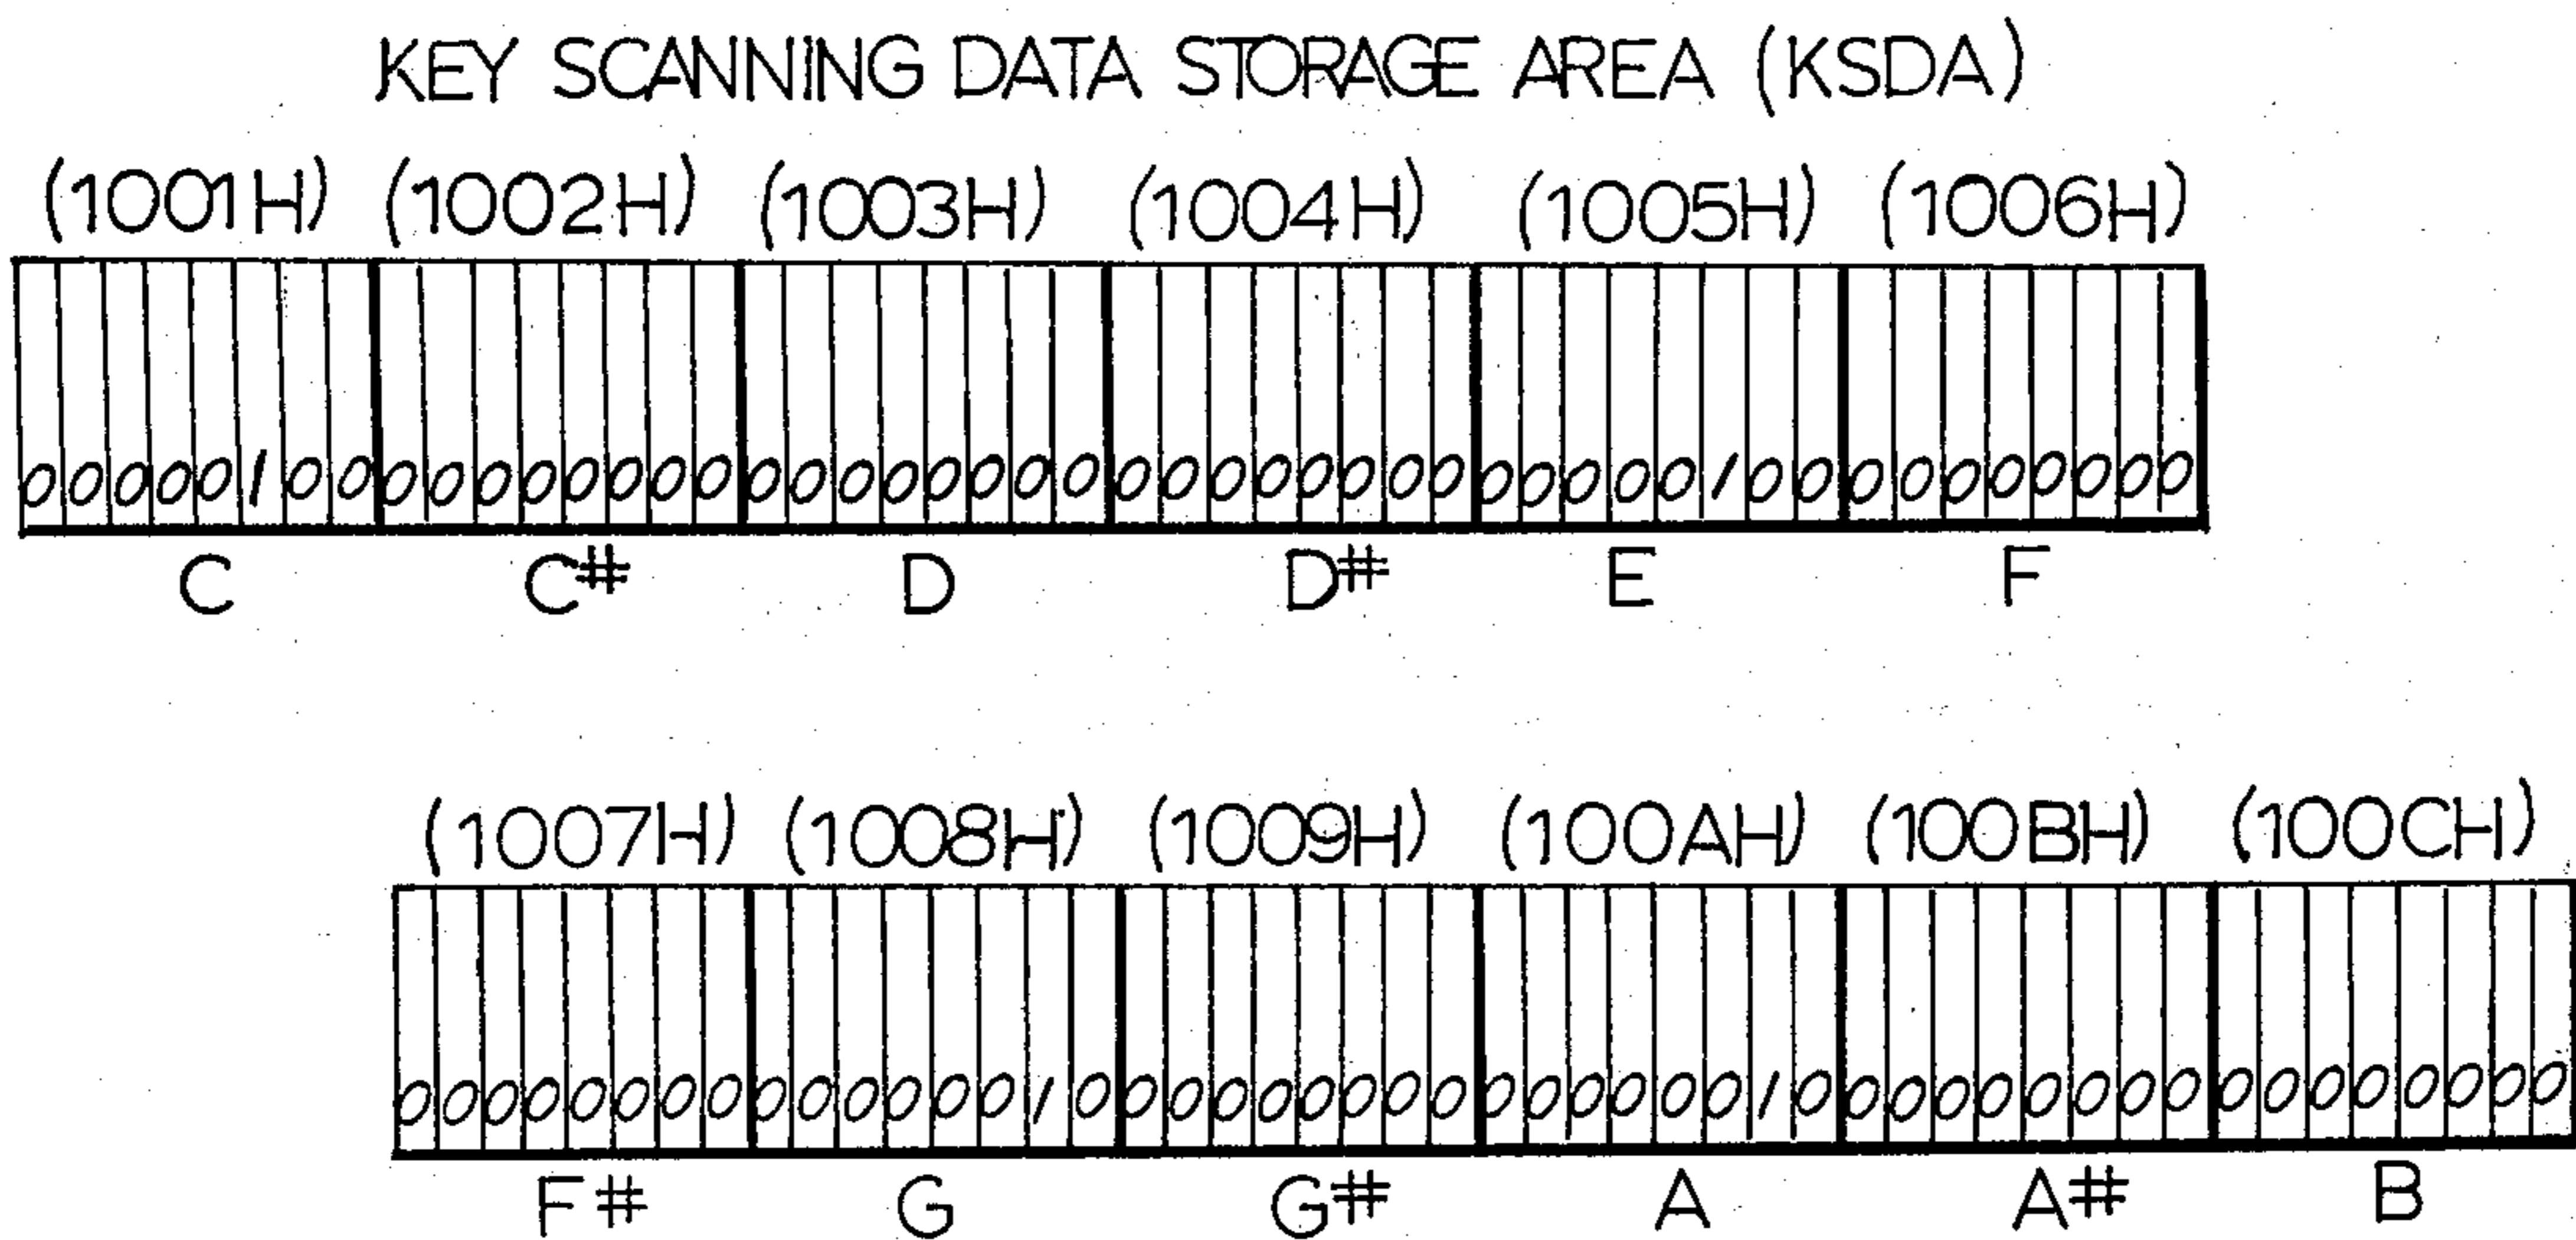 KEY SCANNING DATA STORAGE AREA (KSDA)
(1001H) (1002H) (1003H) (1004H) (1005H) (1006H)
00000100 00000000 00000000 00000000 00000100 00000000
C C# D D# E F
(1007H) (1008H) (1009H) (100AH) (100BH) (100CH)
00000000 00000010 00000000 00000010 00000000 00000000
F# G G# A A# B